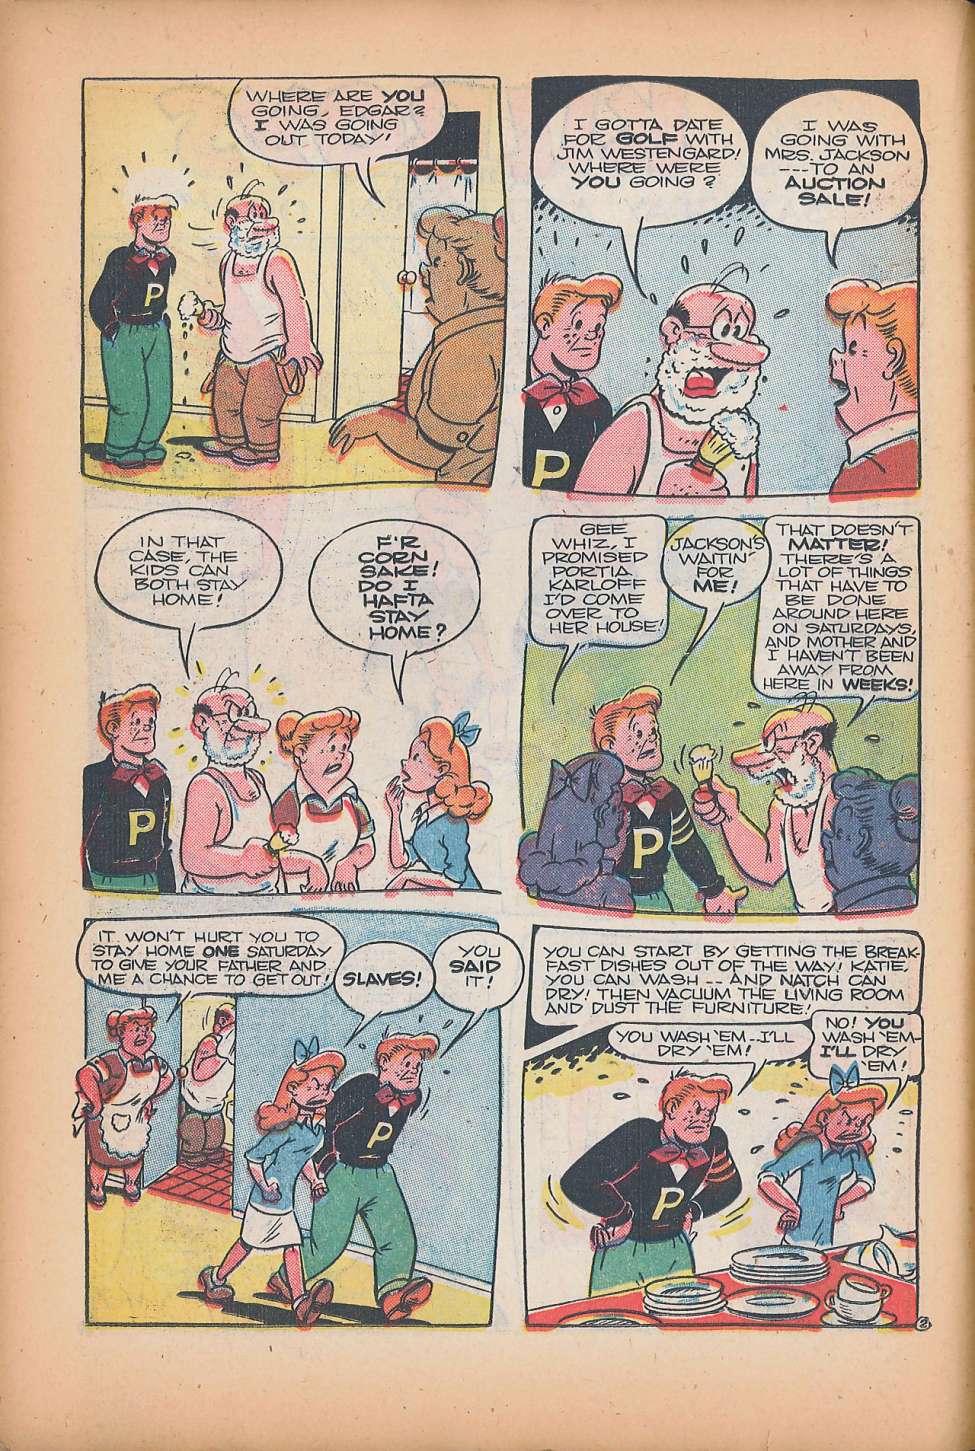 WHERE ARE YOU
GOING, EDGAR?
I WAS GOING
OUT TODAY!
P
I GOTTA DATE
FOR GOLF WITH
JIM WESTENGARD!
WHERE WERE
YOU GOING?
I WAS
GOING WITH
MRS. JACKSON
---TO AN
AUCTION
SALE!
P
IN THAT
CASE, THE
KIDS CAN
BOTH STAY
HOME!
F'R
CORN
SAKE!
DO I
HAFTA
STAY
HOME?
P
GEE
WHIZ, I
PROMISED
PORTIA
KARLOFF
I'D COME
OVER TO
HER HOUSE!
JACKSON'S
WAITIN'
FOR
ME!
THAT DOESN'T
MATTER!
THERE'S A
LOT OF THINGS
THAT HAVE TO
BE DONE
AROUND HERE
ON SATURDAYS,
AND MOTHER AND
I HAVEN'T BEEN
AWAY FROM
HERE IN WEEKS!
P
IT WON'T HURT YOU TO
STAY HOME ONE SATURDAY
TO GIVE YOUR FATHER AND
ME A CHANCE TO GET OUT!
SLAVES!
YOU
SAID
IT!
P
YOU CAN START BY GETTING THE BREAK-
FAST DISHES OUT OF THE WAY! KATIE,
YOU CAN WASH -- AND NATCH CAN
DRY! THEN VACUUM THE LIVING ROOM
AND DUST THE FURNITURE!
YOU WASH 'EM--I'LL
DRY 'EM!
NO! YOU
WASH 'EM-
I'LL DRY
'EM!
P
2